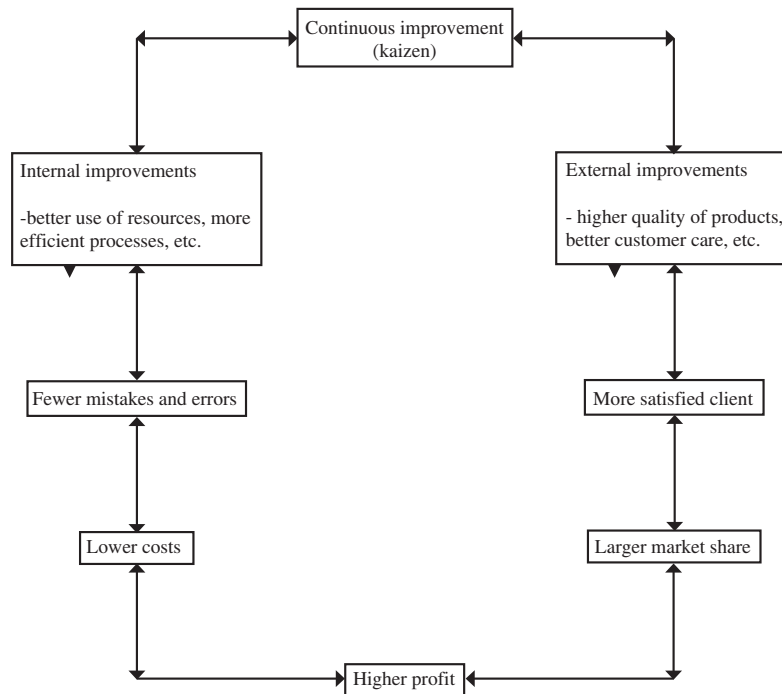 Continuous improvement
(kaizen)
Internal improvements
-better use of resources, more
efficient processes, etc.
External improvements
- higher quality of products,
better customer care, etc.
Fewer mistakes and errors
More satisfied client
Lower costs
Larger market share
Higher profit